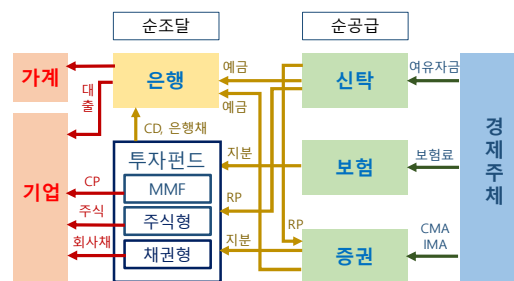 순조달
순공급
가계
은행
예금
예금
신탁
여유자금
대
출
CD, 은행채
경
제
주
체
기업
투자펀드
지분
보험
보험료
CP
MMF
RP
주식
주식형
RP
회사채
채권형
지분
증권
CMA
IMA